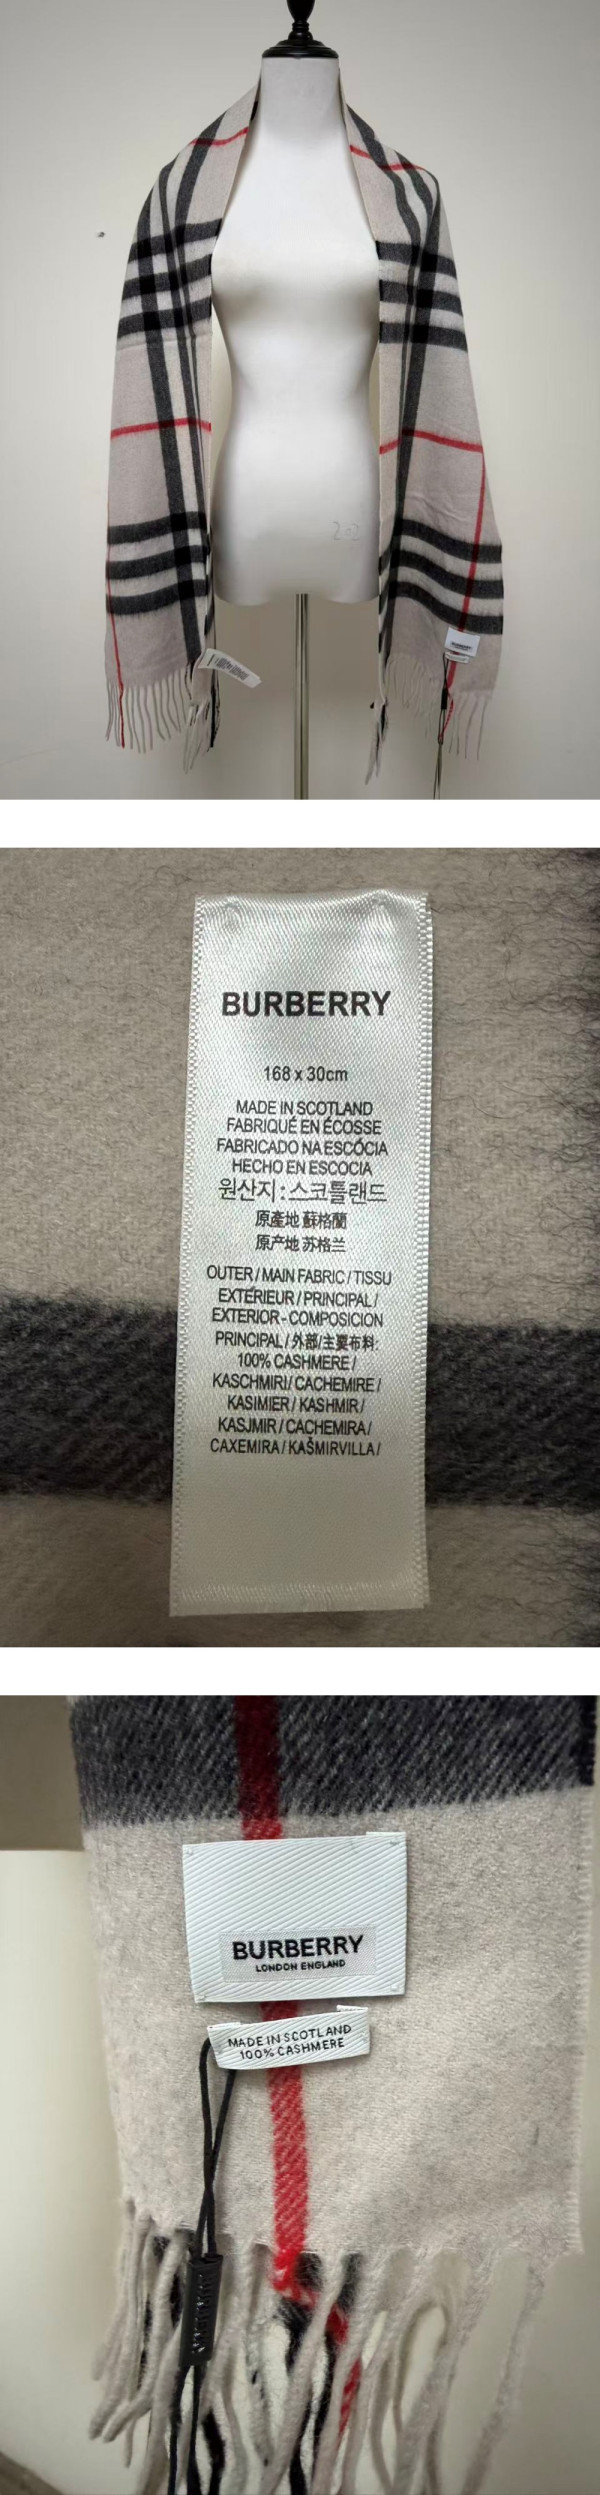 BURBERRY
168 x 30cm
MADE IN SCOTLAND
FABRIQUÉ EN ÉCOSSE
FABRICADO NA ESCÓCIA
HECHO EN ESCOCIA
원산지 : 스코틀랜드
原產地 蘇格蘭
原产地 苏格兰
OUTER / MAIN FABRIC / TISSU
EXTÉRIEUR / PRINCIPAL /
EXTERIOR - COMPOSICION
PRINCIPAL / 外部/主要布料:
100% CASHMERE /
KASCHMIRI/ CACHEMIRE /
KASIMIER / KASHMIR /
KASJMIR / CACHEMIRA /
CAXEMIRA / KAŠMIRVILLA /
BURBERRY
LONDON ENGLAND
MADE IN SCOTLAND
100% CASHMERE